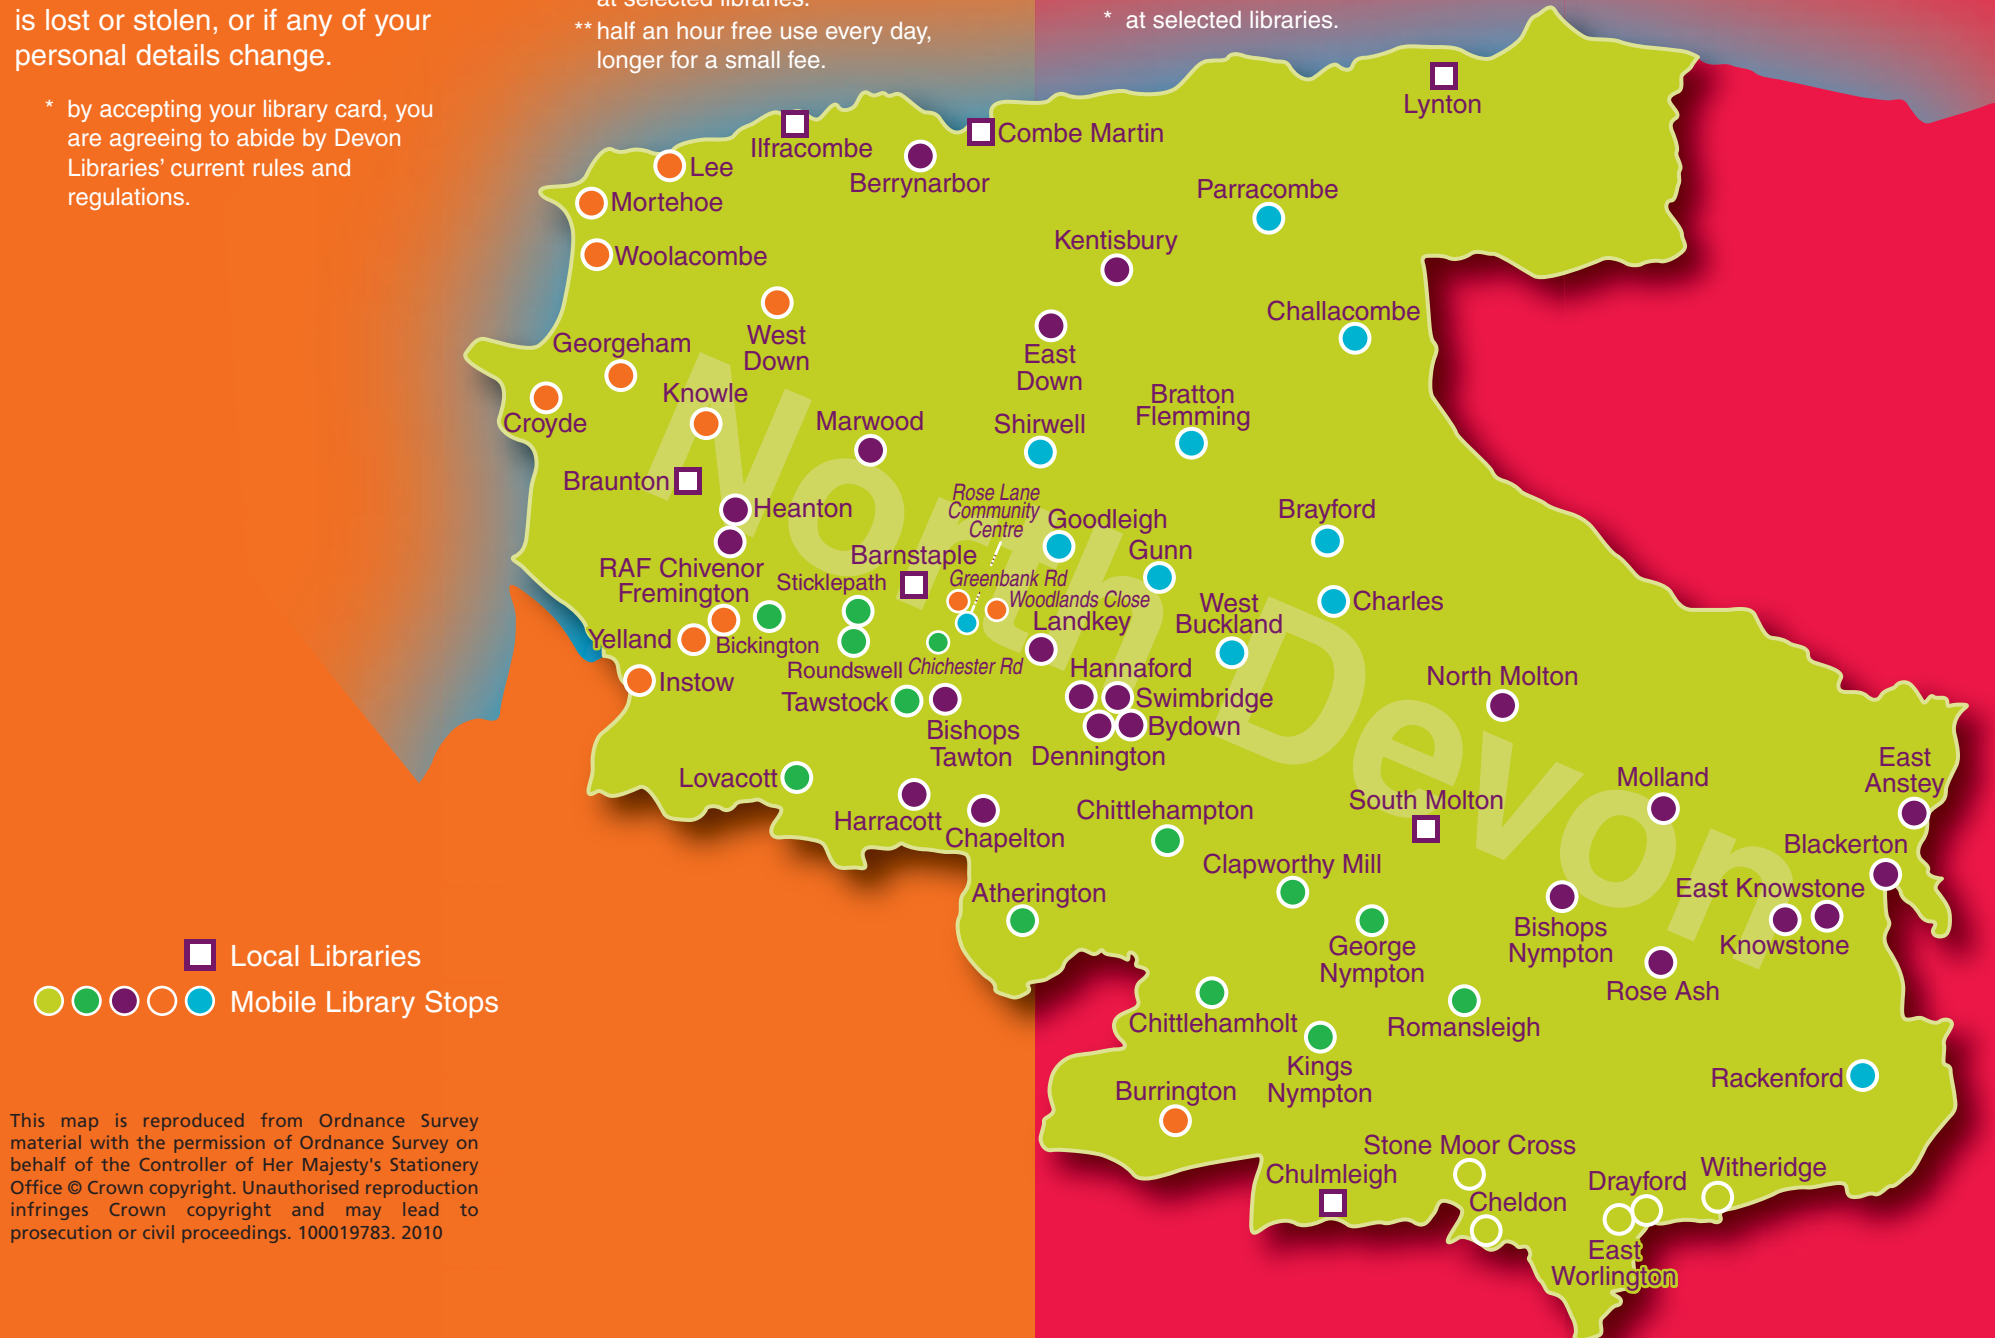 is lost or stolen, or if any of your
personal details change.
* by accepting your library card, you
are agreeing to abide by Devon
Libraries' current rules and
regulations.
at selected libraries.
** half an hour free use every day,
longer for a small fee.
* at selected libraries.
Lynton
Ilfracombe
Combe Martin
Lee
Berrynarbor
Mortehoe
Parracombe
Kentisbury
Woolacombe
Challacombe
West
Down
Georgeham
East
Down
Knowle
Bratton
Flemming
Croyde
Marwood
Shirwell
Braunton
Heanton
Rose Lane
Community
Centre
Goodleigh
Brayford
Gunn
RAF Chivenor
Barnstaple
Sticklepath
Greenbank Rd
Woodlands Close
Fremington
West
Buckland
Charles
Landkey
Yelland
Bickington
Roundswell
Chichester Rd
Hannaford
Instow
North Molton
Tawstock
Swimbridge
Bishops
Tawton
Bydown
Dennington
Lovacott
Molland
East
Anstey
Harracott
Chapelton
Chittlehampton
South Molton
Blackerton
Clapworthy Mill
Atherington
East Knowstone
George
Nympton
Bishops
Nympton
Knowstone
Rose Ash
Chittlehamholt
Romansleigh
Kings
Nympton
Rackenford
Burrington
Stone Moor Cross
Chulmleigh
Drayford
Witheridge
Cheldon
East
Worlington
North Devon
Local Libraries
Mobile Library Stops
This map is reproduced from Ordnance Survey
material with the permission of Ordnance Survey on
behalf of the Controller of Her Majesty's Stationery
Office © Crown copyright. Unauthorised reproduction
infringes Crown copyright and may lead to
prosecution or civil proceedings. 100019783. 2010